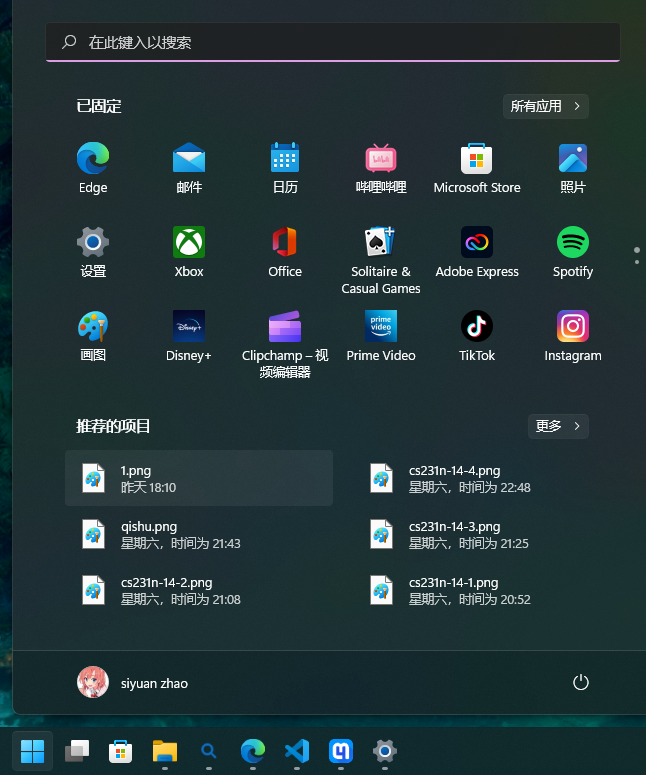 在此键入以搜索
已固定
所有应用
Edge
邮件
日历
哔哩哔哩
Microsoft Store
照片
设置
Xbox
Office
Solitaire &
Casual Games
Adobe Express
Spotify
prime
video
Disney+
画图
Disney+
Clipchamp – 视
频编辑器
Prime Video
TikTok
Instagram
推荐的项目
更多
1.png
昨天 18:10
cs231n-14-4.png
星期六，时间为 22:48
qishu.png
星期六，时间为 21:43
cs231n-14-3.png
星期六，时间为 21:25
cs231n-14-2.png
星期六，时间为 21:08
cs231n-14-1.png
星期六，时间为 20:52
siyuan zhao